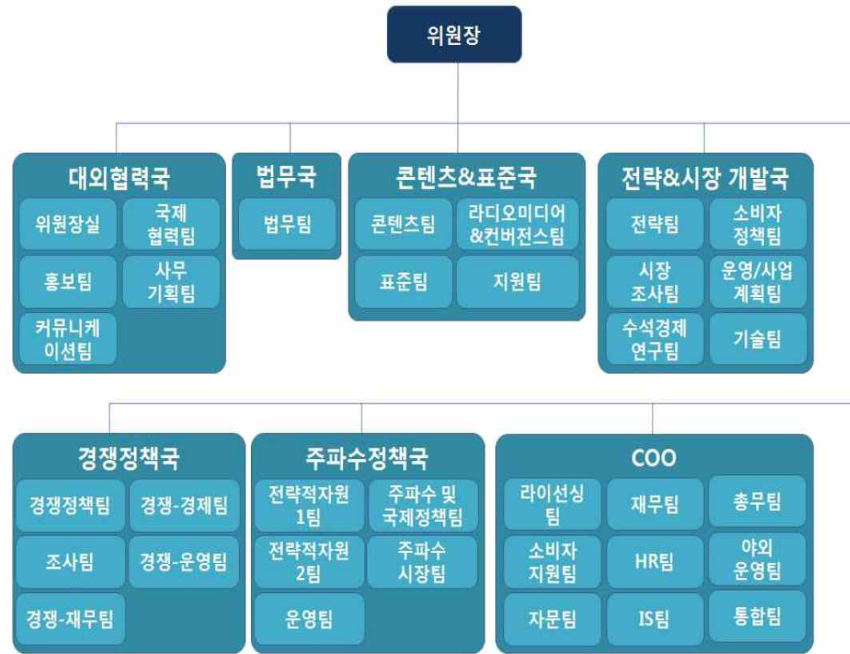 위원장
대외협력국
위원장실
국제
협력팀
홍보팀
사무
기획팀
커뮤니케
이션팀
법무국
법무팀
콘텐츠&표준국
콘텐츠팀
라디오미디어
&컨버전스팀
표준팀
지원팀
전략&시장 개발국
전략팀
소비자
정책팀
시장
조사팀
운영/사업
계획팀
수석경제
연구팀
기술팀
경쟁정책국
경쟁정책팀
경쟁-경제팀
조사팀
경쟁-운영팀
경쟁-재무팀
주파수정책국
전략적자원
1팀
주파수 및
국제정책팀
전략적자원
2팀
주파수
시장팀
운영팀
COO
라이선싱
팀
재무팀
총무팀
소비자
지원팀
HR팀
야외
운영팀
자문팀
IS팀
통합팀